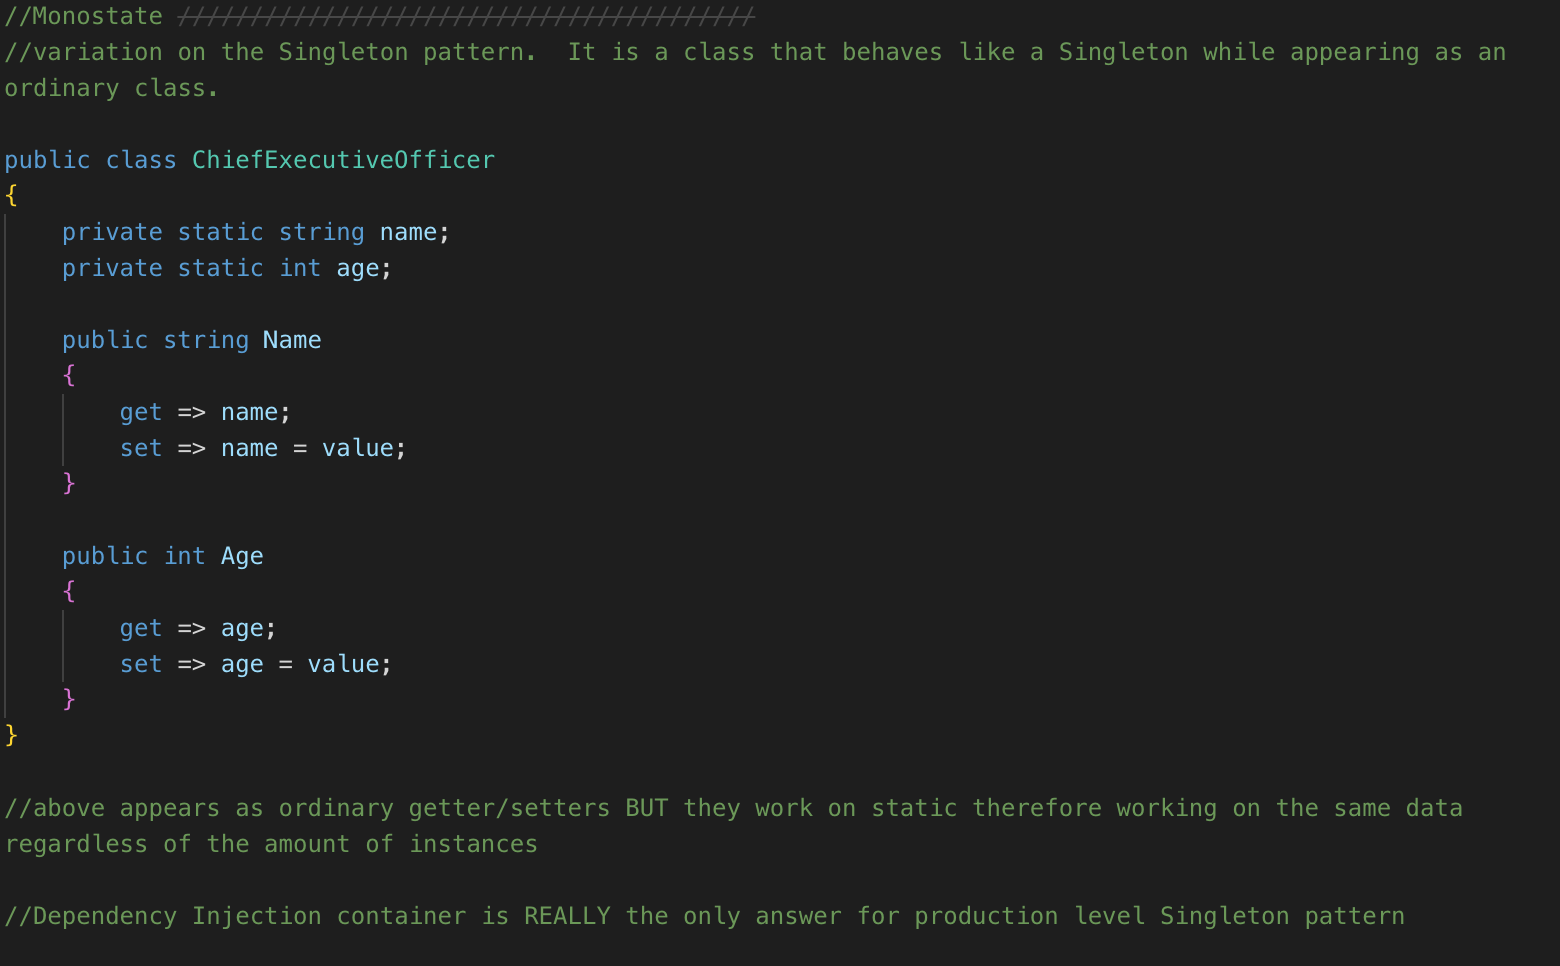 //Monostate ////////////////////////////////////////
//variation on the Singleton pattern.  It is a class that behaves like a Singleton while appearing as an
ordinary class.
public class ChiefExecutiveOfficer
{
    private static string name;
    private static int age;
    public string Name
    {
        get => name;
        set => name = value;
    }
    public int Age
    {
        get => age;
        set => age = value;
    }
}
//above appears as ordinary getter/setters BUT they work on static therefore working on the same data
regardless of the amount of instances
//Dependency Injection container is REALLY the only answer for production level Singleton pattern